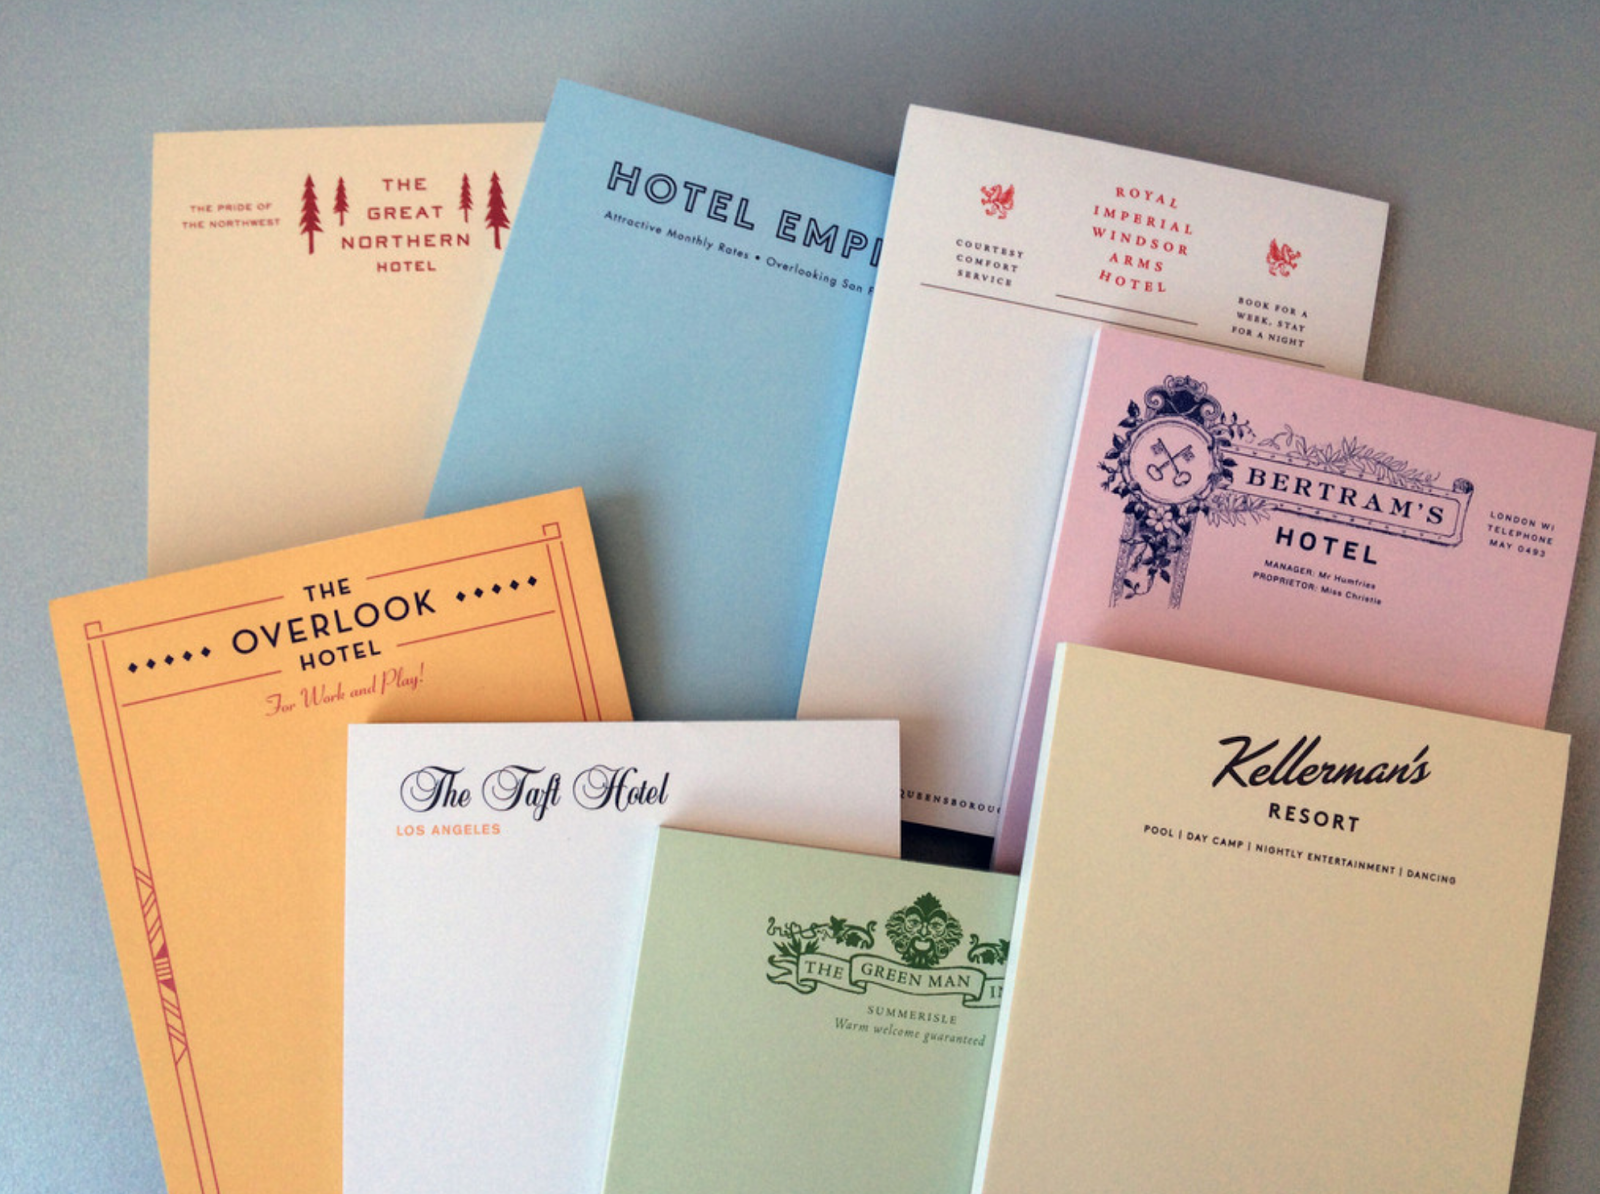 THE PRIDE OF
THE NORTHWEST
THE
GREAT
NORTHERN
HOTEL
HOTEL EMPI
Attractive Monthly Rates • Overlooking San F
COURTESY
COMFORT
SERVICE
ROYAL
IMPERIAL
WINDSOR
ARMS
HOTEL
BOOK FOR A
WEEK, STAY
FOR A NIGHT
QUEENSBOROUG
BERTRAM'S
HOTEL
MANAGER: Mr Humfries
PROPRIETOR: Miss Christie
LONDON W1
TELEPHONE
MAY 0493
THE
OVERLOOK
HOTEL
For Work and Play!
The Taft Hotel
LOS ANGELES
THE GREEN MAN IN
SUMMERISLE
Warm welcome guaranteed
Kellerman's
RESORT
POOL | DAY CAMP | NIGHTLY ENTERTAINMENT | DANCING